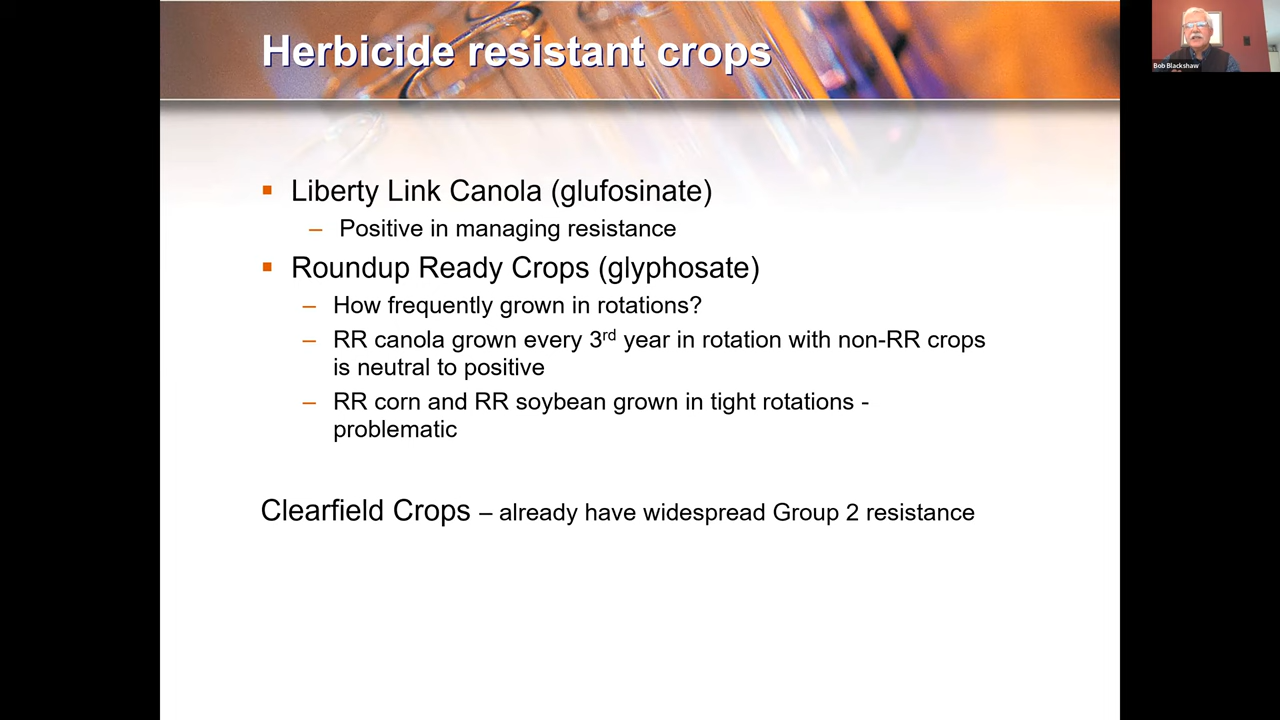 Herbicide resistant crops
Bob Blackshaw
▪ Liberty Link Canola (glufosinate)
– Positive in managing resistance
▪ Roundup Ready Crops (glyphosate)
– How frequently grown in rotations?
– RR canola grown every 3rd year in rotation with non-RR crops
is neutral to positive
– RR corn and RR soybean grown in tight rotations -
problematic
Clearfield Crops – already have widespread Group 2 resistance